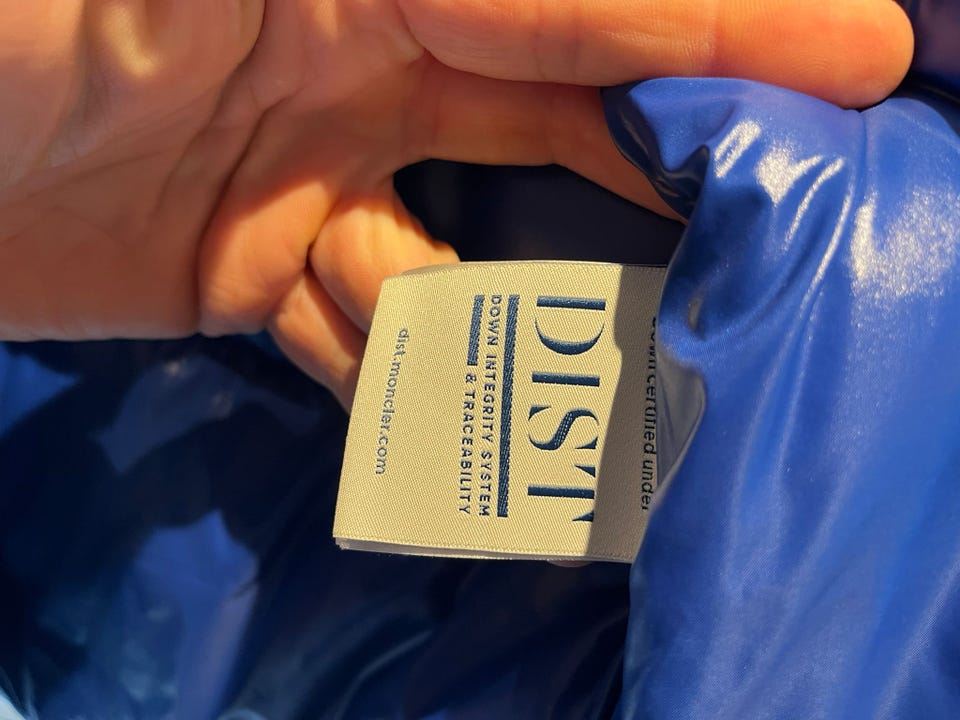 certified under
DIST
DOWN INTEGRITY SYSTEM
& TRACEABILITY
dist.moncler.com